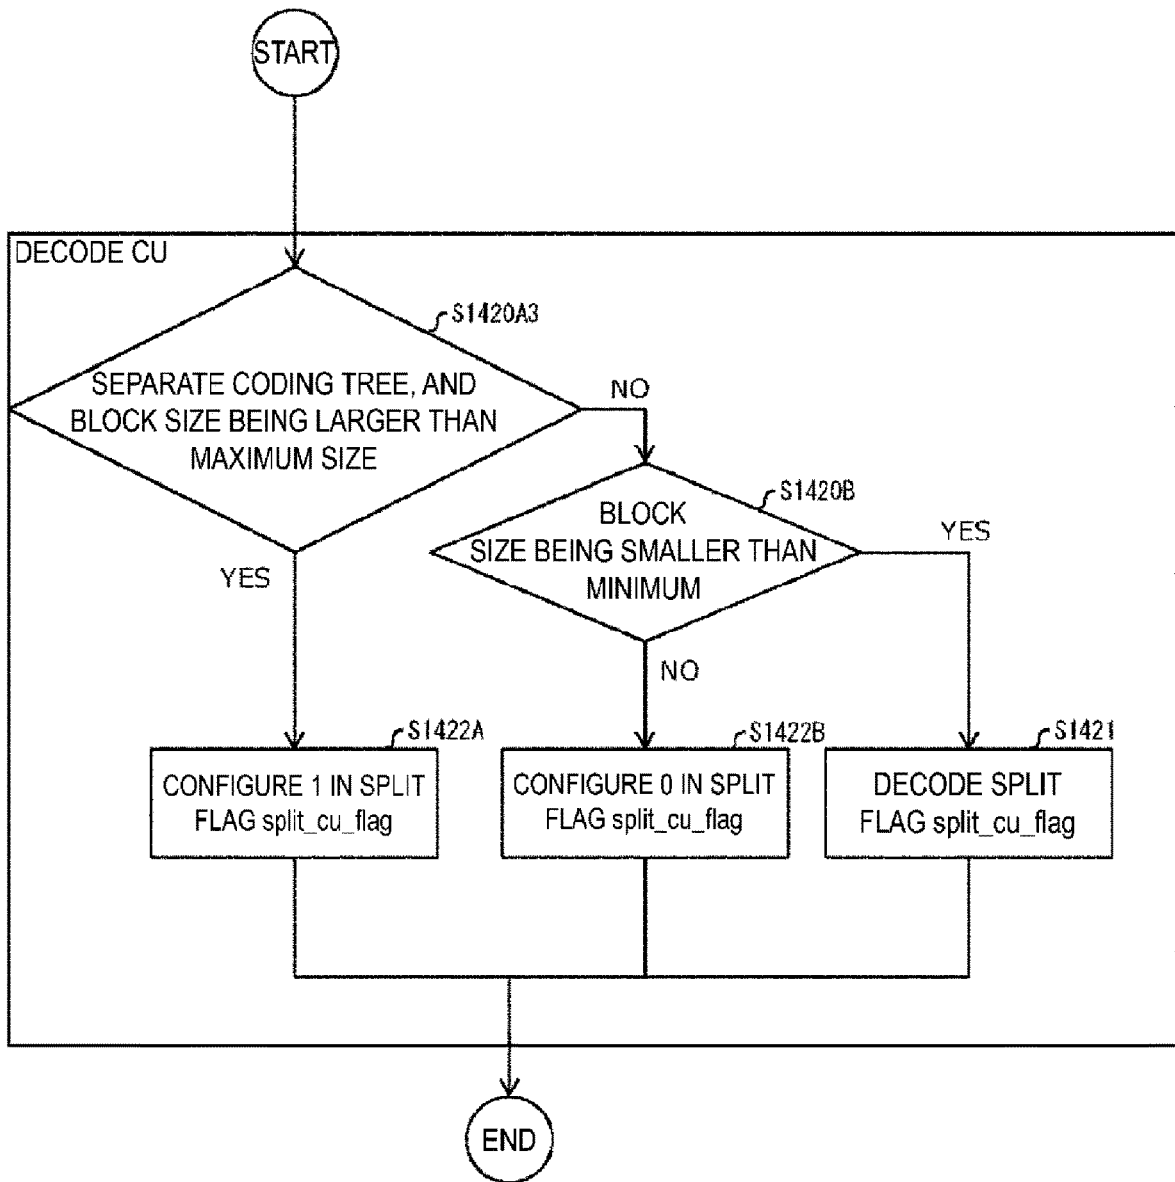 START
DECODE CU
S1420A3
SEPARATE CODING TREE, AND
BLOCK SIZE BEING LARGER THAN
MAXIMUM SIZE
NO
S1420B
BLOCK
SIZE BEING SMALLER THAN
MINIMUM
YES
YES
NO
S1422A
CONFIGURE 1 IN SPLIT
FLAG split_cu_flag
S1422B
CONFIGURE 0 IN SPLIT
FLAG split_cu_flag
S1421
DECODE SPLIT
FLAG split_cu_flag
END